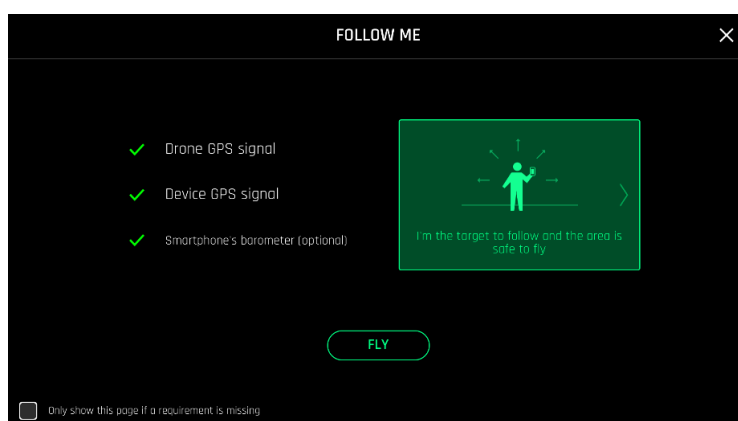 FOLLOW ME
Drone GPS signal
Device GPS signal
Smartphone's barometer (optional)
I'm the target to follow and the area is
safe to fly
FLY
Only show this page if a requirement is missing